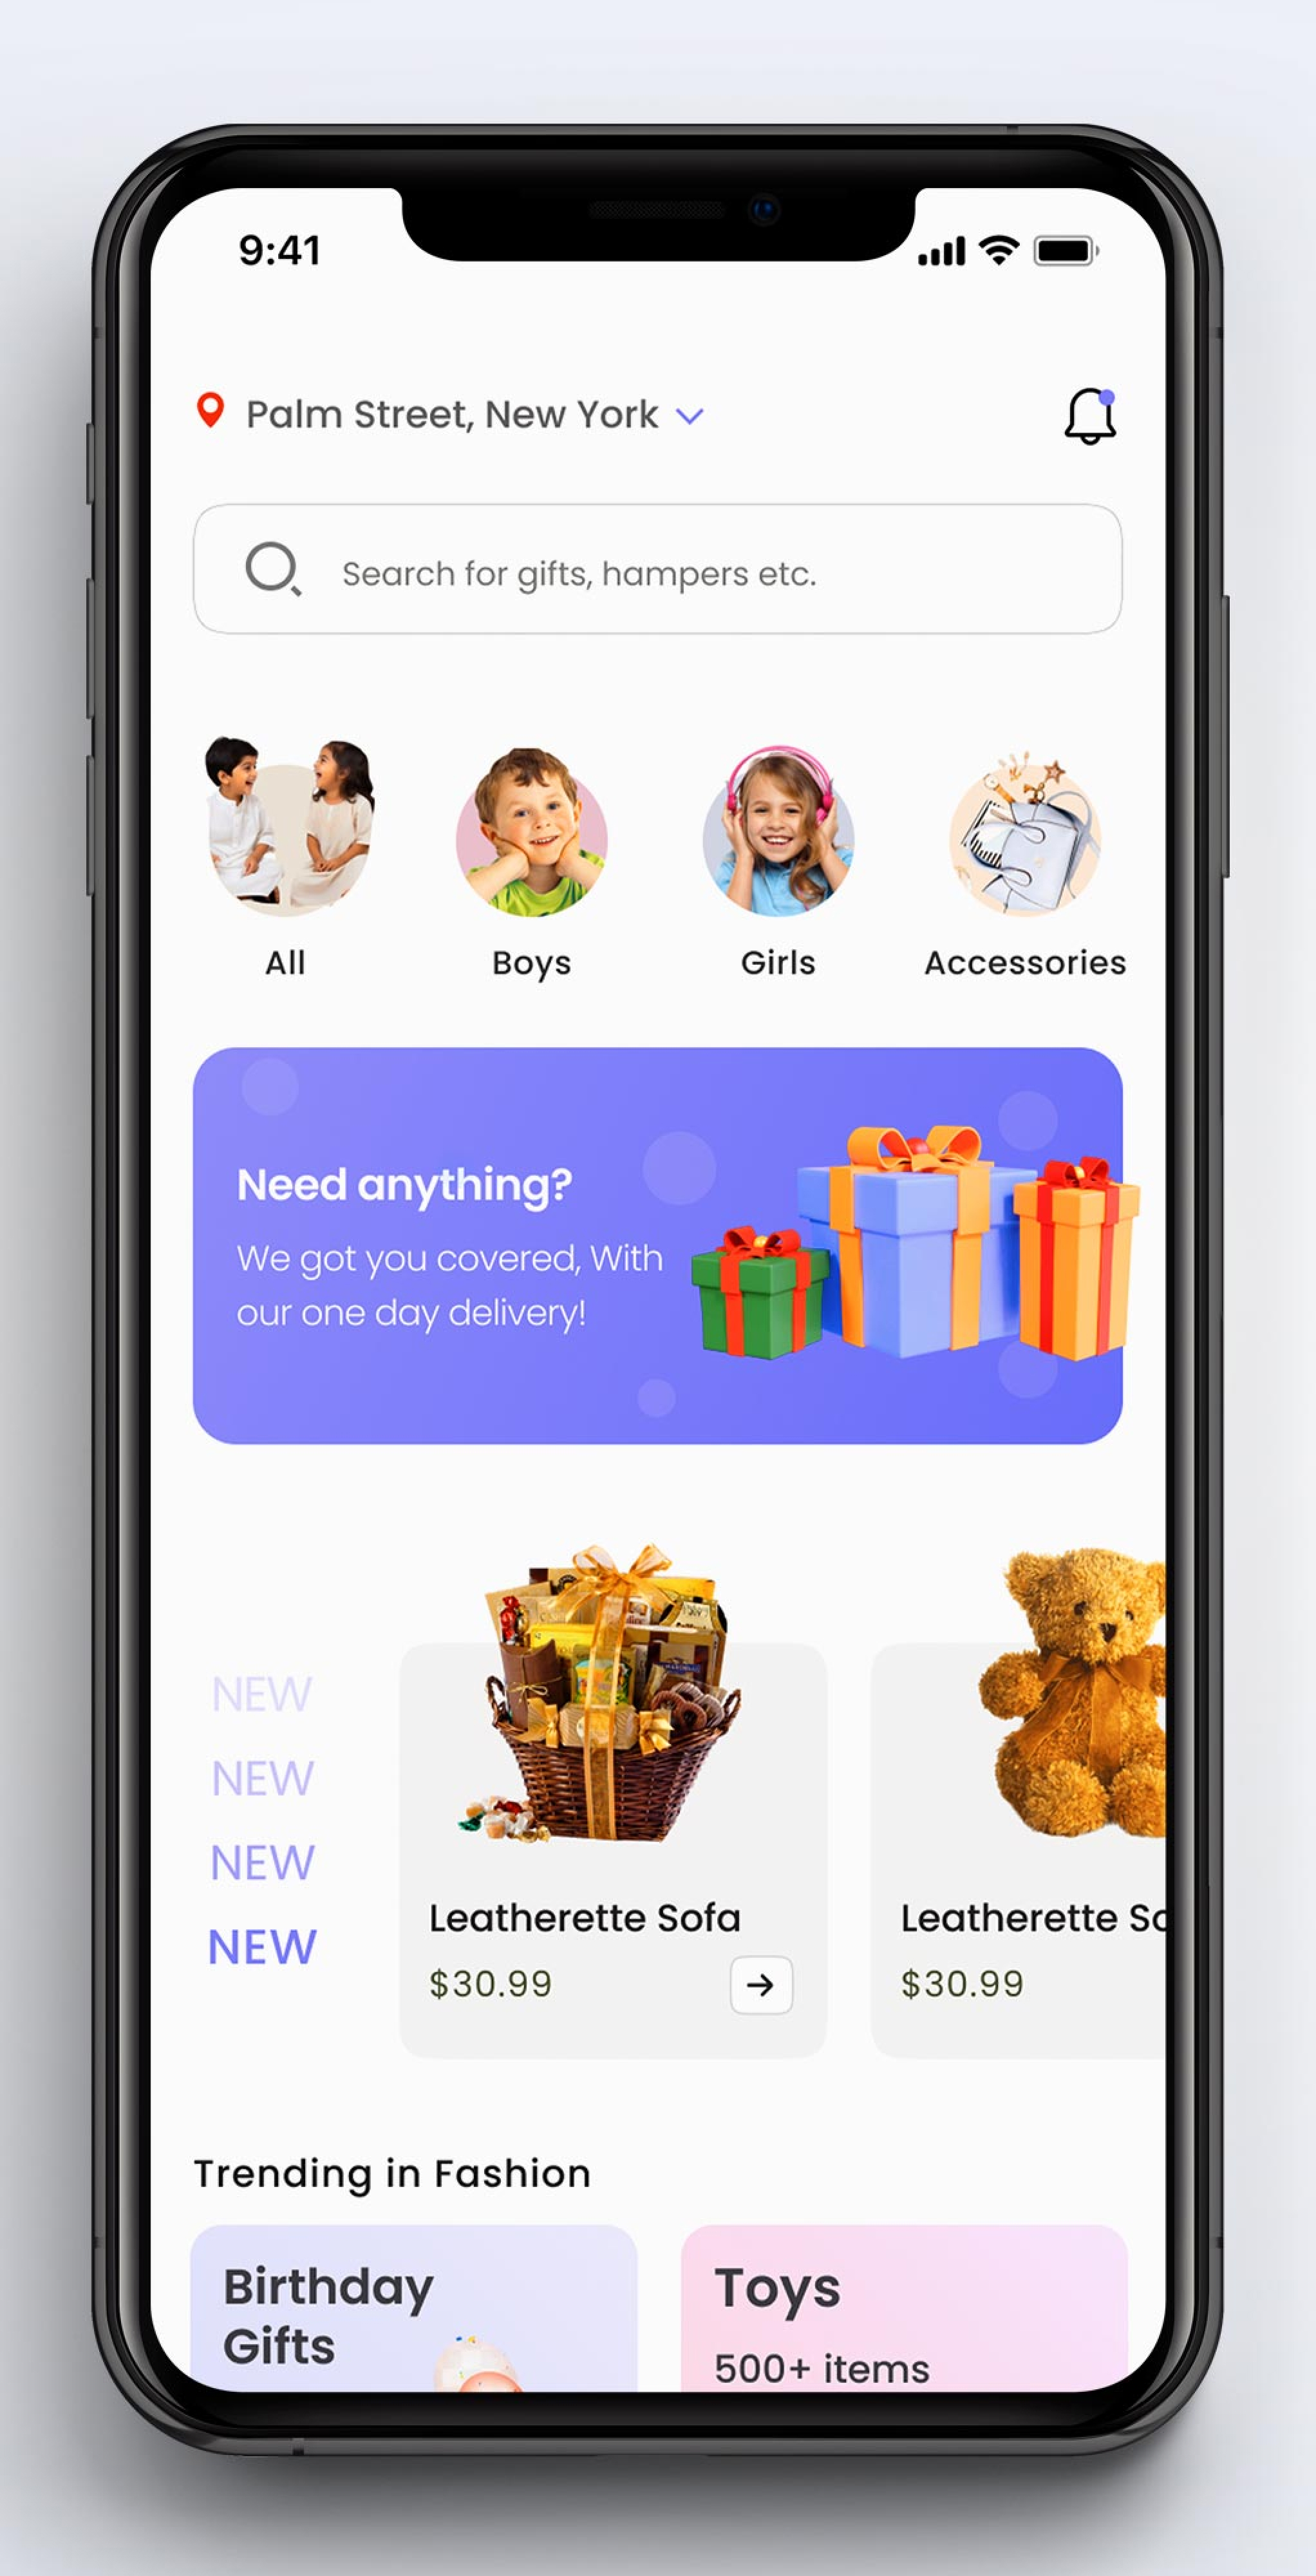 9:41
Palm Street, New York
Search for gifts, hampers etc.
All
Boys
Girls
Accessories
Need anything?
We got you covered, With
our one day delivery!
NEW
NEW
NEW
NEW
Leatherette Sofa
$30.99
Leatherette So
$30.99
Trending in Fashion
Birthday
Gifts
Toys
500+ items